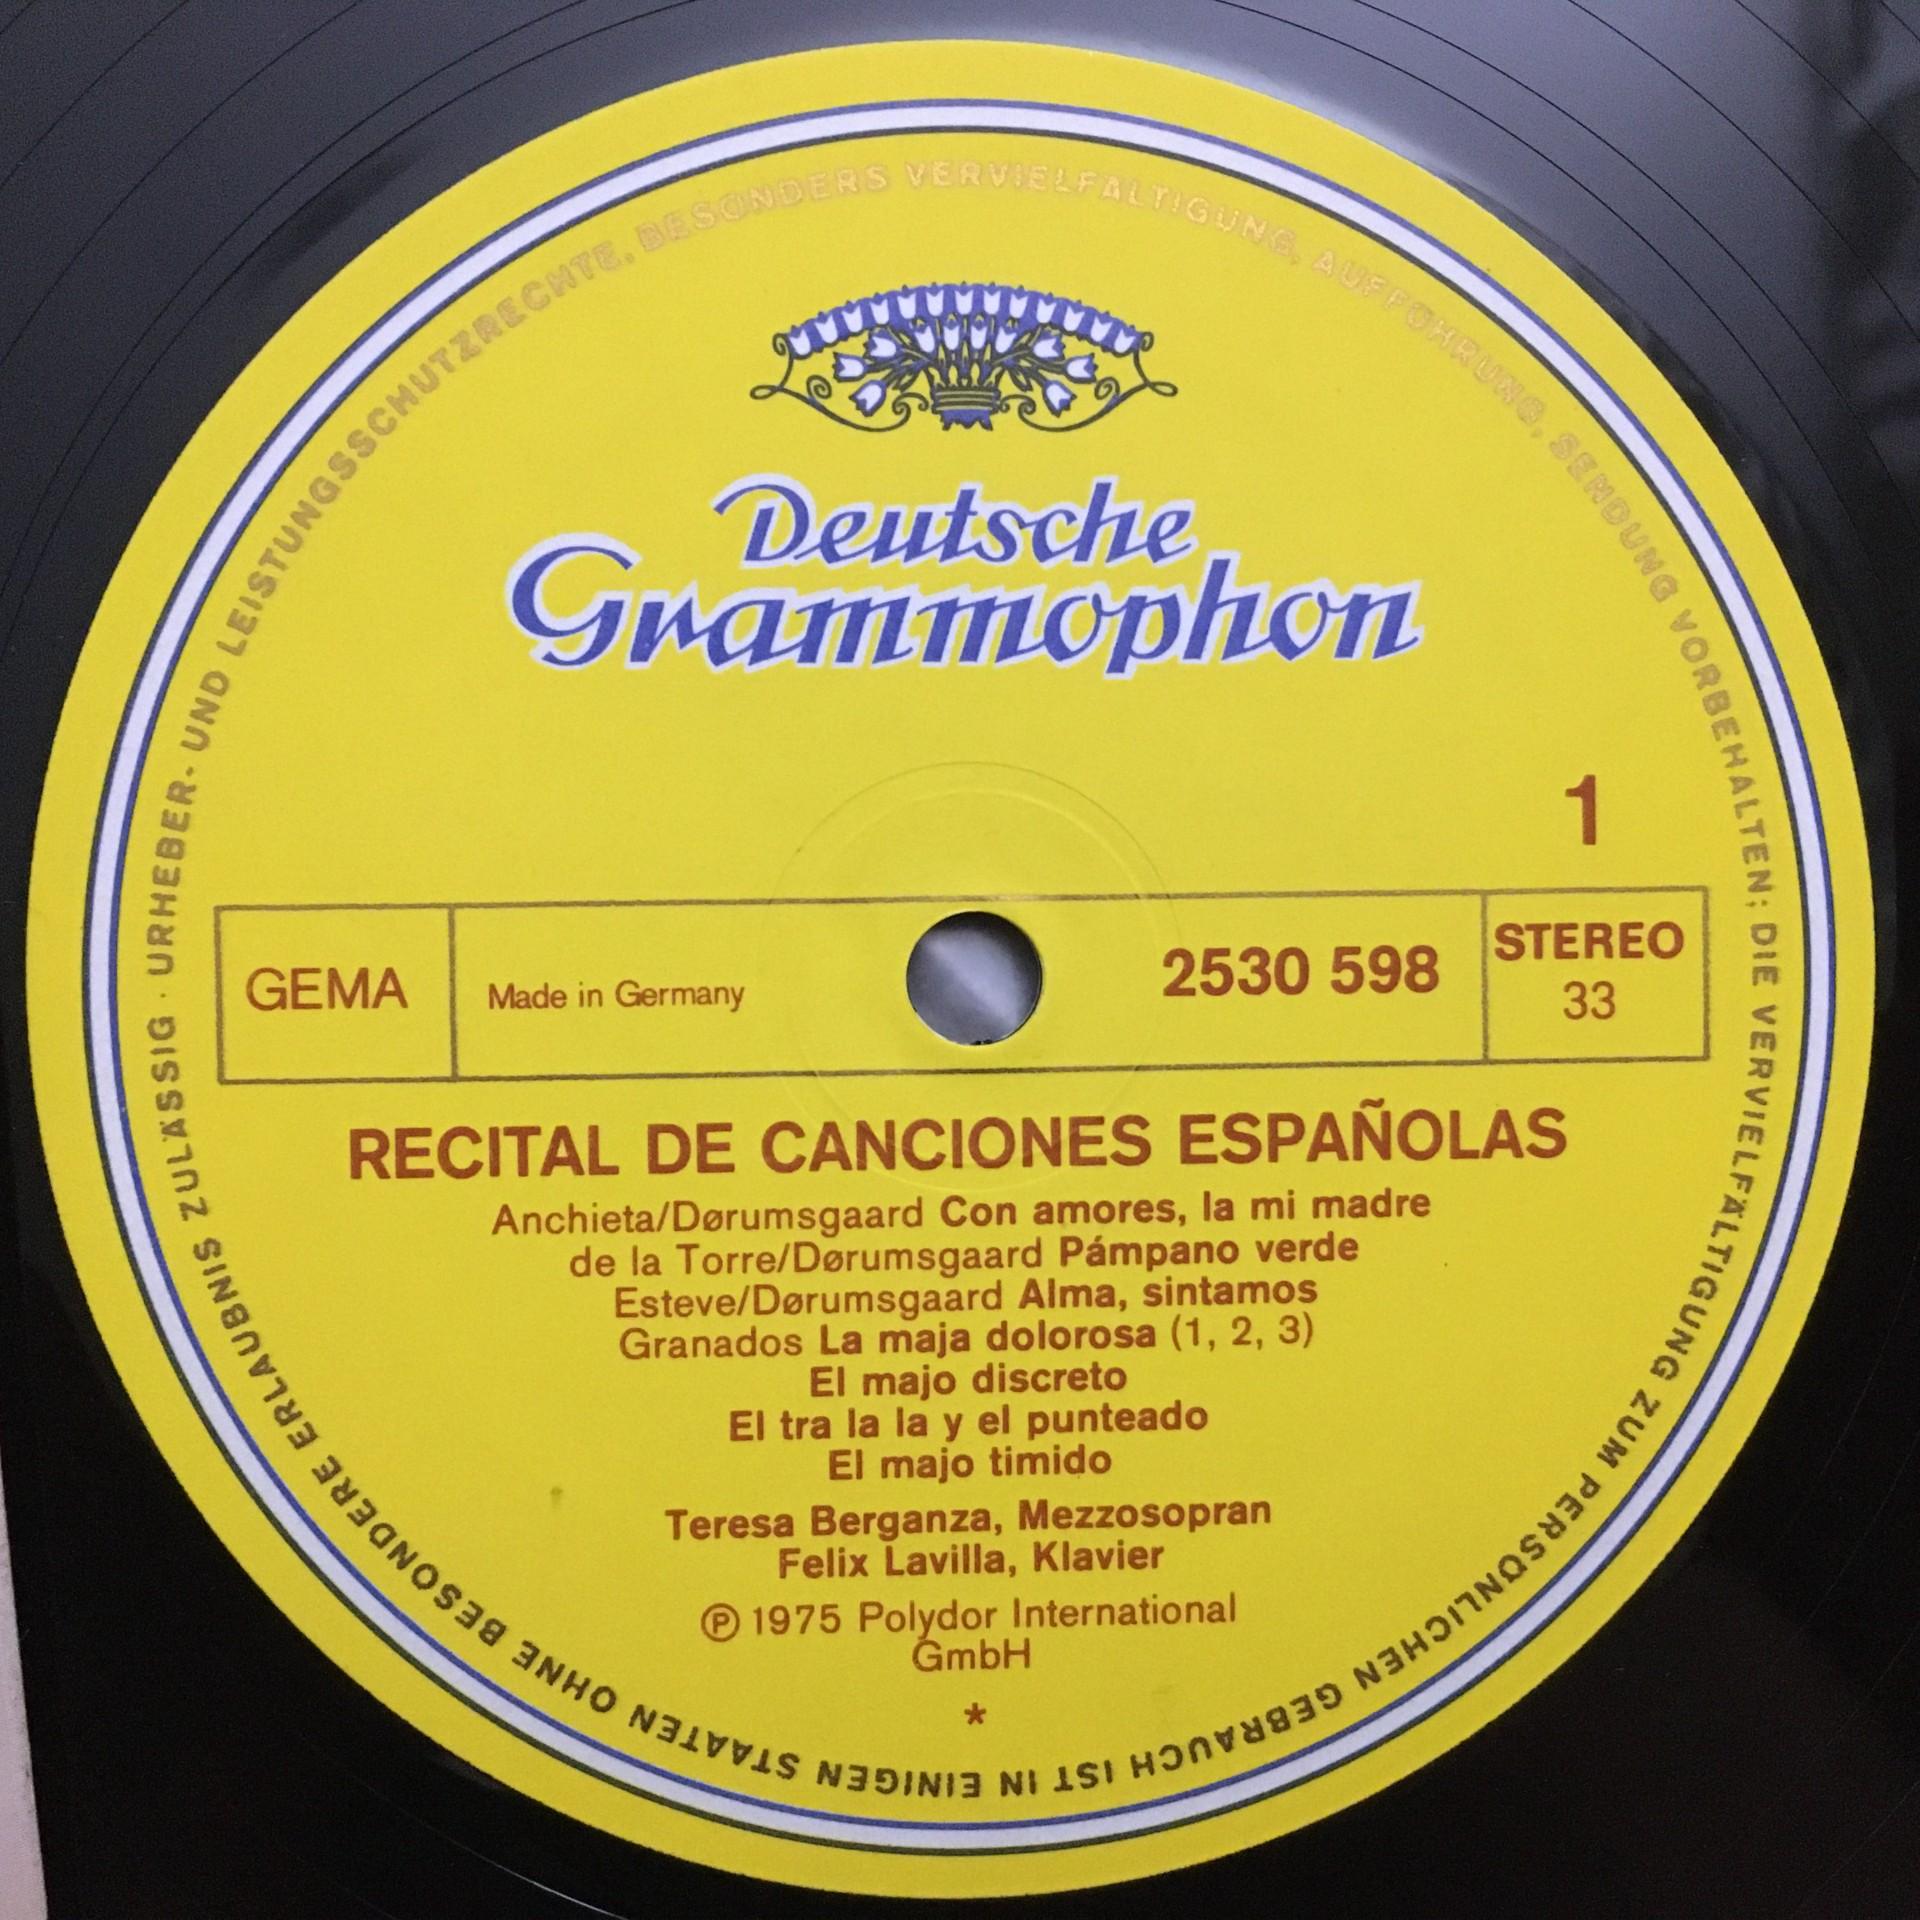 URHEBER- UND LEISTUNGSSCHUTZRECHTE, BESONDERS VERVIELFÄLTIGUNG, AUFFÜHRUNG, SENDUNG VORBEHALTEN; DIE VERVIELFÄLTIGUNG ZUM PERSÖNLICHEN GEBRAUCH IST IN EINIGEN STAATEN OHNE BESONDERE ERLAUBNIS ZULÄSSIG ·
Deutsche
Grammophon
1
GEMA
Made in Germany
2530 598
STEREO
33
RECITAL DE CANCIONES ESPAÑOLAS
Anchieta/Dørumsgaard Con amores, la mi madre
de la Torre/Dørumsgaard Pámpano verde
Esteve/Dørumsgaard Alma, sintamos
Granados La maja dolorosa (1, 2, 3)
El majo discreto
El tra la la y el punteado
El majo timido
Teresa Berganza, Mezzosopran
Felix Lavilla, Klavier
℗ 1975 Polydor International
GmbH
*